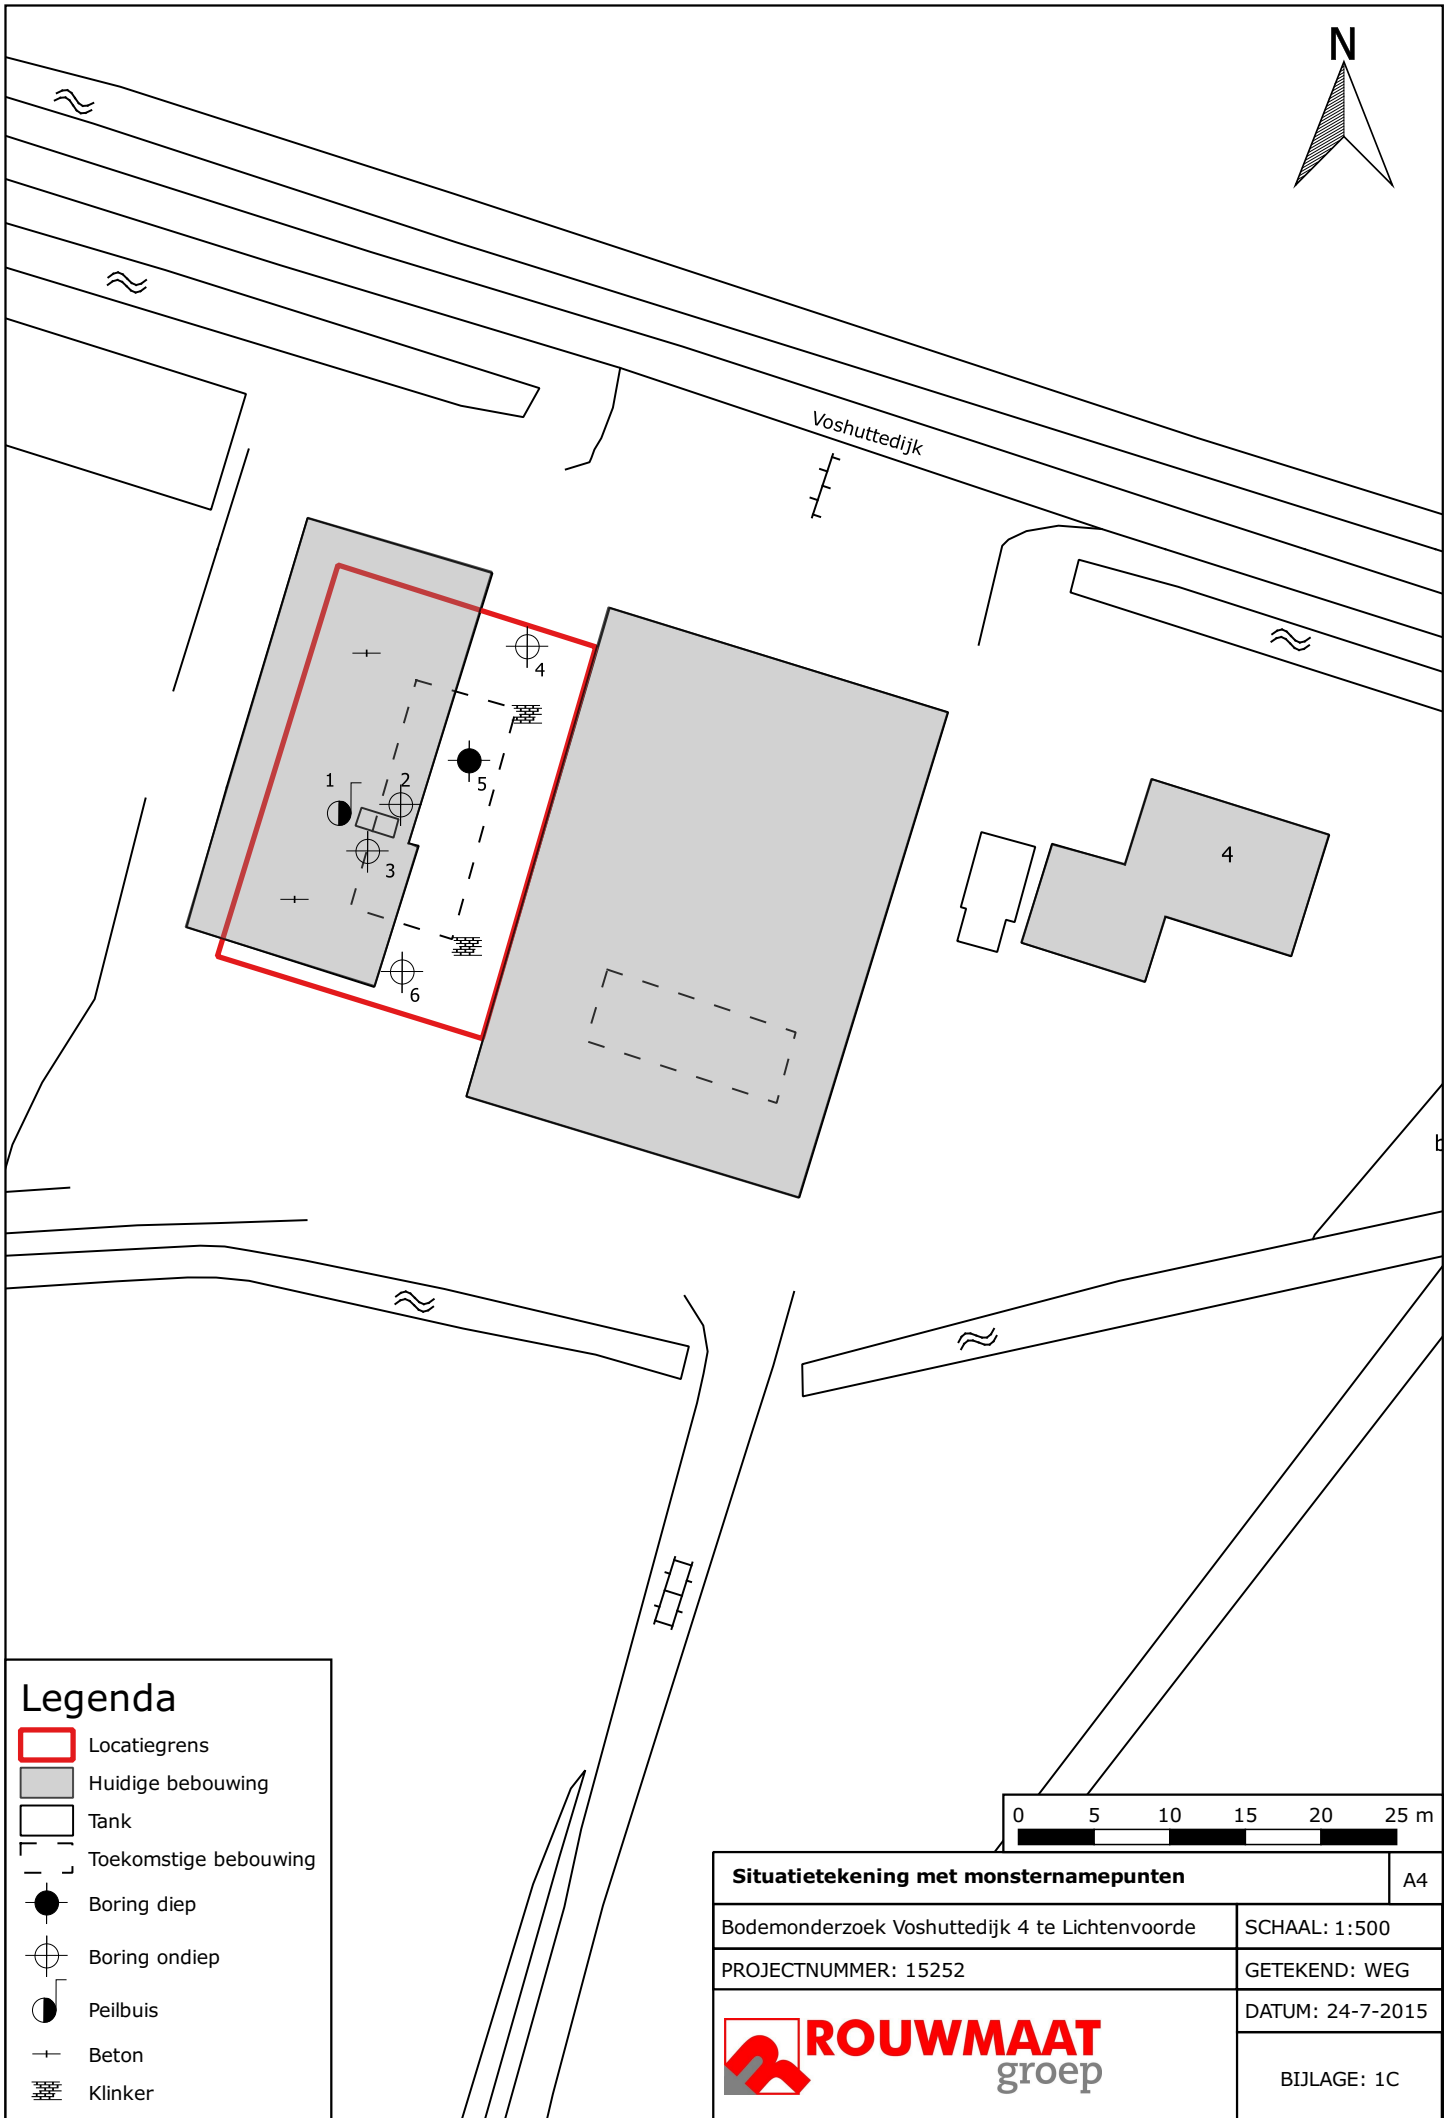 N
Voshuttedijk
4
1
2
5
3
4
6
Legenda
Locatiegrens
Huidige bebouwing
Tank
Toekomstige bebouwing
Boring diep
Boring ondiep
Peilbuis
Beton
Klinker
0 5 10 15 20 25 m
Situatietekening met monsternamepunten
A4
Bodemonderzoek Voshuttedijk 4 te Lichtenvoorde
SCHAAL: 1:500
PROJECTNUMMER: 15252
GETEKEND: WEG
DATUM: 24-7-2015
ROUWMAAT
groep
BIJLAGE: 1C